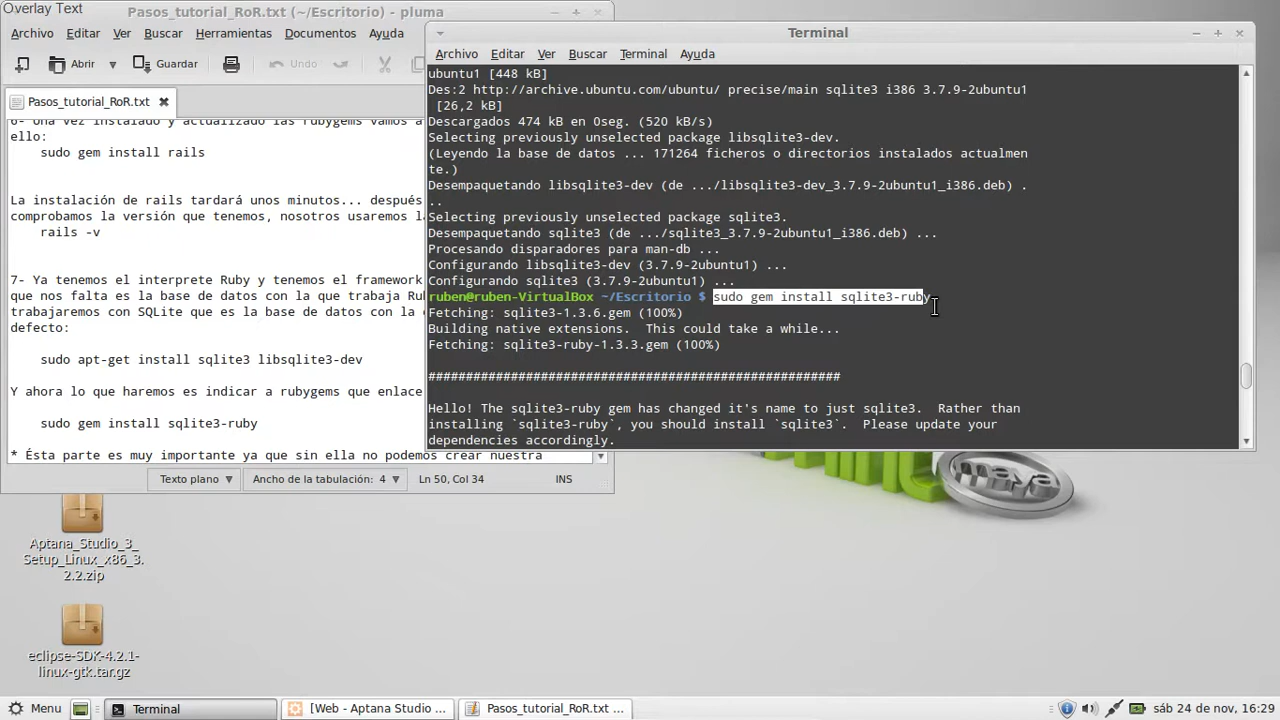 Overlay Text
Pasos_tutorial_RoR.txt (~/Escritorio) - pluma
Archivo Editar Ver Buscar Herramientas Documentos Ayuda
Abrir Guardar Undo
Pasos_tutorial_RoR.txt
6- Una vez instalado y actualizado las rubygems vamos a
ello:
sudo gem install rails
La instalación de rails tardará unos minutos... después
comprobamos la versión que tenemos, nosotros usaremos l
rails -v
7- Ya tenemos el interprete Ruby y tenemos el framework
que nos falta es la base de datos con la que trabaja Ru
trabajaremos con SQLite que es la base de datos con la
defecto:
sudo apt-get install sqlite3 libsqlite3-dev
Y ahora lo que haremos es indicar a rubygems que enlace
sudo gem install sqlite3-ruby
* Ésta parte es muy importante ya que sin ella no podemos crear nuestra
Texto plano Ancho de la tabulación: 4 Ln 50, Col 34 INS
Terminal
Archivo Editar Ver Buscar Terminal Ayuda
ubuntu1 [448 kB]
Des:2 http://archive.ubuntu.com/ubuntu/ precise/main sqlite3 i386 3.7.9-2ubuntu1
[26,2 kB]
Descargados 474 kB en 0seg. (520 kB/s)
Selecting previously unselected package libsqlite3-dev.
(Leyendo la base de datos ... 171264 ficheros o directorios instalados actualmen
te.)
Desempaquetando libsqlite3-dev (de .../libsqlite3-dev_3.7.9-2ubuntu1_i386.deb) .
..
Selecting previously unselected package sqlite3.
Desempaquetando sqlite3 (de .../sqlite3_3.7.9-2ubuntu1_i386.deb) ...
Procesando disparadores para man-db ...
Configurando libsqlite3-dev (3.7.9-2ubuntu1) ...
Configurando sqlite3 (3.7.9-2ubuntu1) ...
ruben@ruben-VirtualBox ~/Escritorio $ sudo gem install sqlite3-ruby
Fetching: sqlite3-1.3.6.gem (100%)
Building native extensions.  This could take a while...
Fetching: sqlite3-ruby-1.3.3.gem (100%)
#######################################################
Hello! The sqlite3-ruby gem has changed it's name to just sqlite3.  Rather than
installing `sqlite3-ruby`, you should install `sqlite3`.  Please update your
dependencies accordingly.
maya
Aptana_Studio_3_
Setup_Linux_x86_3.
2.2.zip
eclipse-SDK-4.2.1-
linux-gtk.tar.gz
Menu Terminal [Web - Aptana Studio ... Pasos_tutorial_RoR.txt ... sáb 24 de nov, 16:29